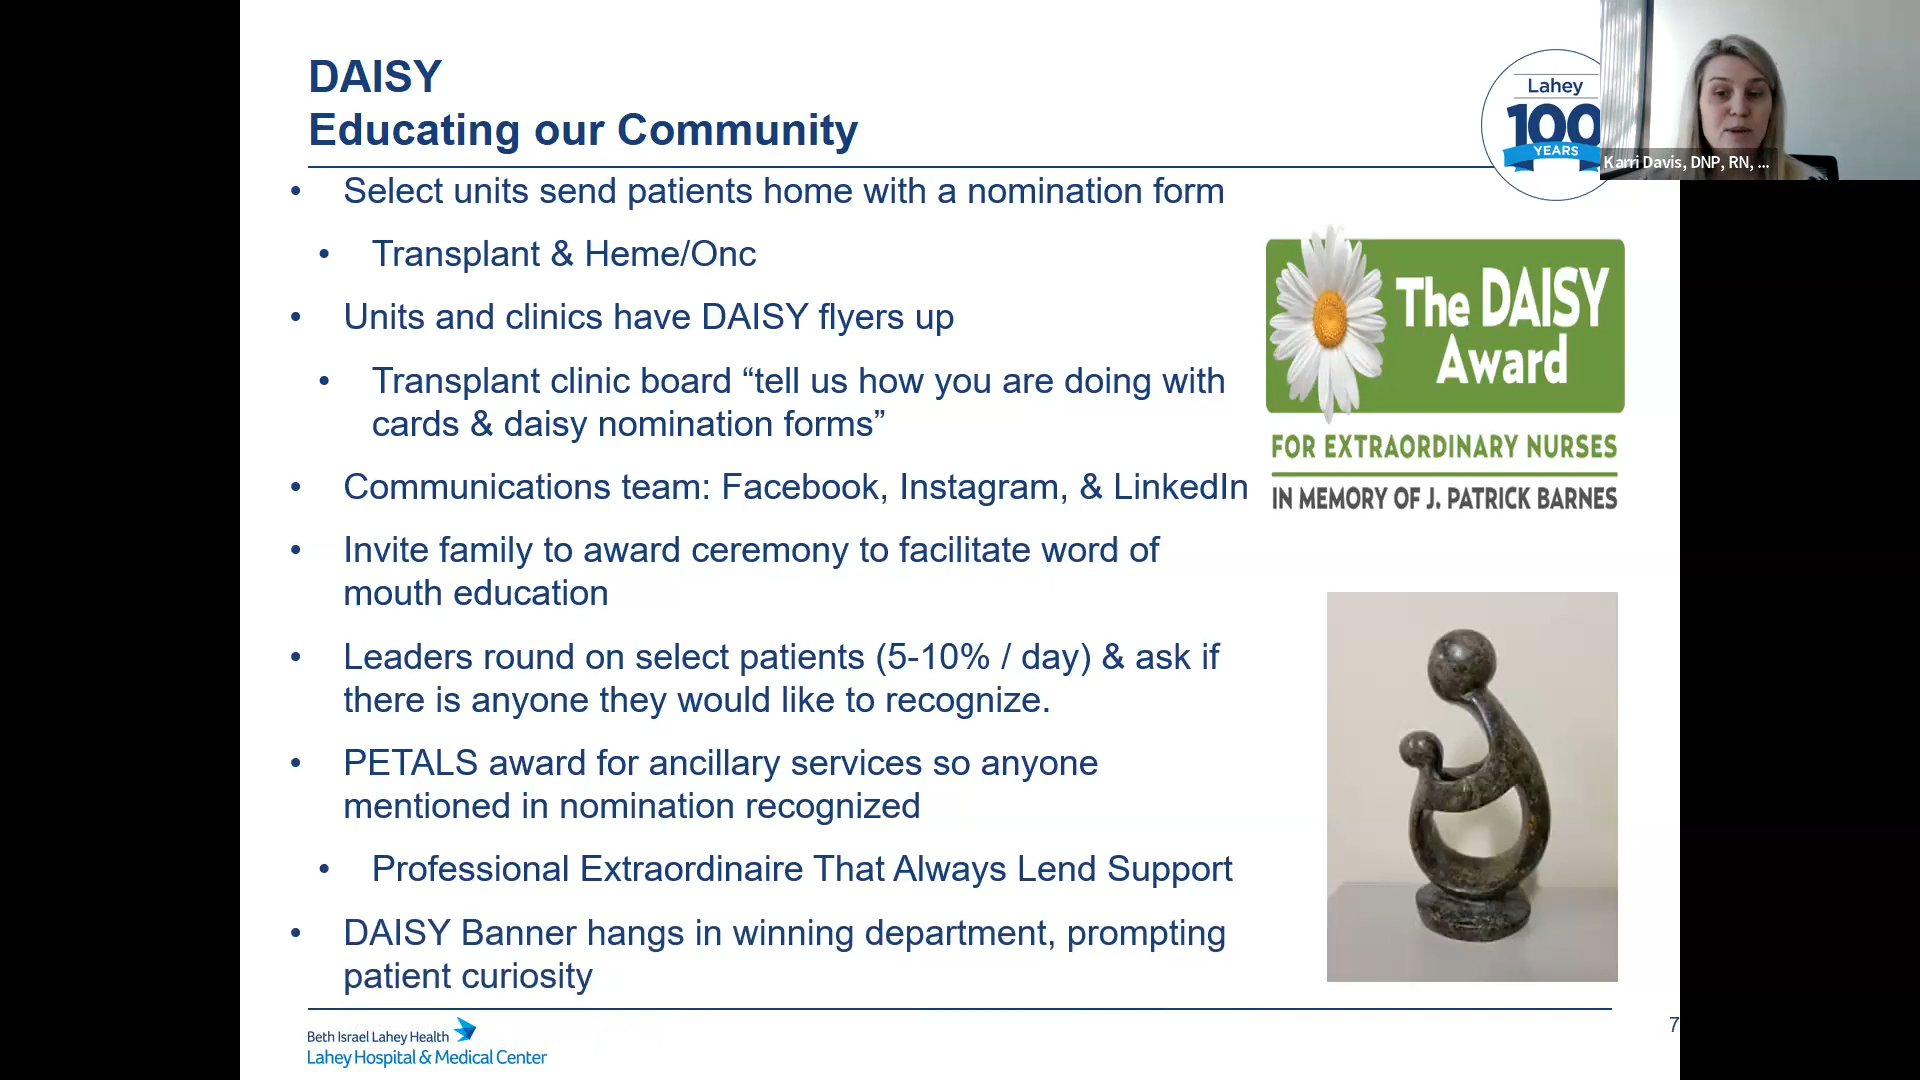 DAISY
Educating our Community
Lahey
100
YEARS
Karri Davis, DNP, RN, ...
• Select units send patients home with a nomination form
• Transplant & Heme/Onc
• Units and clinics have DAISY flyers up
• Transplant clinic board “tell us how you are doing with
cards & daisy nomination forms”
• Communications team: Facebook, Instagram, & LinkedIn
• Invite family to award ceremony to facilitate word of
mouth education
• Leaders round on select patients (5-10% / day) & ask if
there is anyone they would like to recognize.
• PETALS award for ancillary services so anyone
mentioned in nomination recognized
• Professional Extraordinaire That Always Lend Support
• DAISY Banner hangs in winning department, prompting
patient curiosity
The DAISY
Award
FOR EXTRAORDINARY NURSES
IN MEMORY OF J. PATRICK BARNES
Beth Israel Lahey Health
Lahey Hospital & Medical Center
7